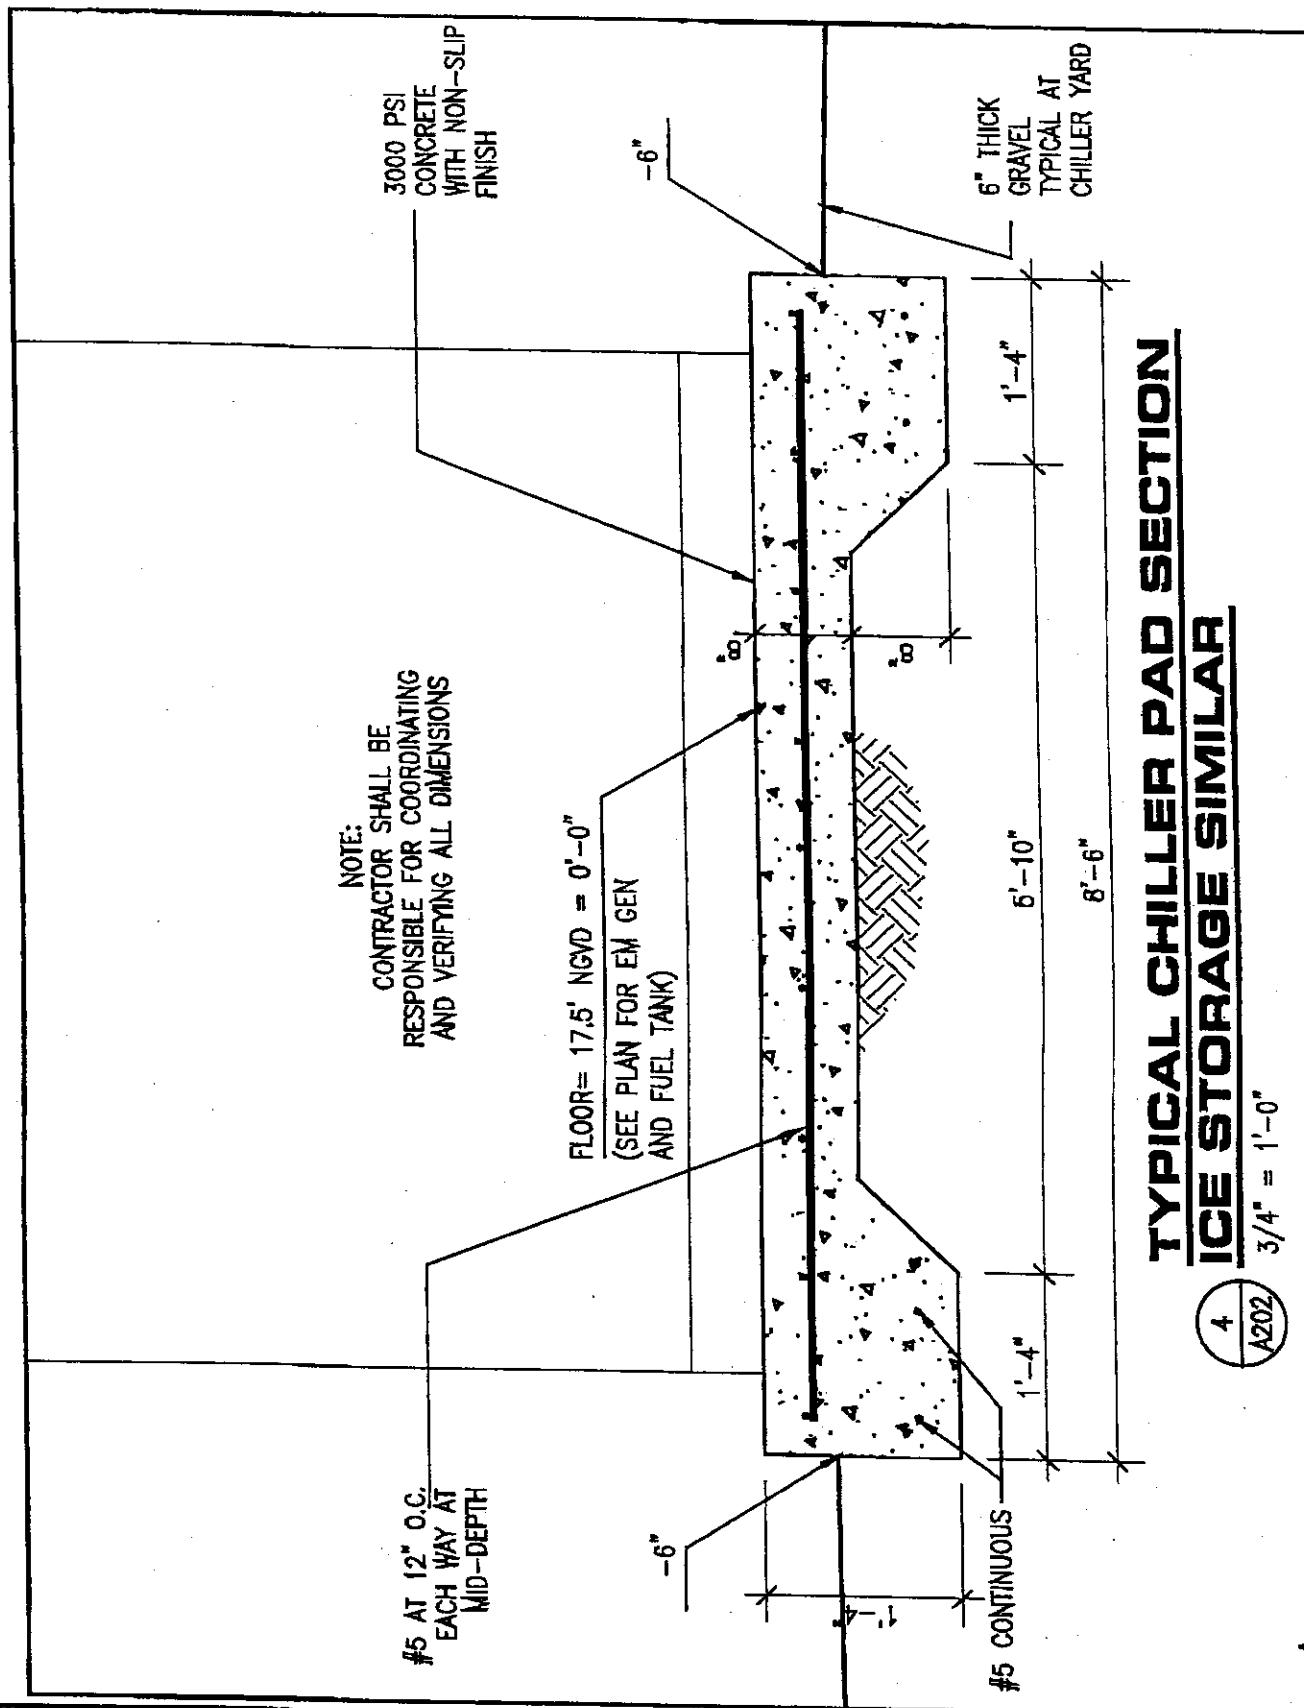 #5 AT 12" O.C.
EACH WAY AT
MID-DEPTH
NOTE:
CONTRACTOR SHALL BE
RESPONSIBLE FOR COORDINATING
AND VERIFYING ALL DIMENSIONS
3000 PSI
CONCRETE
WITH NON-SLIP
FINISH
FLOOR= 17.5' NGVD = 0'-0"
(SEE PLAN FOR EM GEN
AND FUEL TANK)
-6"
-6"
8"
8"
1'-4"
#5 CONTINUOUS
6" THICK
GRAVEL
TYPICAL AT
CHILLER YARD
1'-4"
5'-10"
1'-4"
8'-6"
TYPICAL CHILLER PAD SECTION
ICE STORAGE SIMILAR
4
A202
3/4" = 1'-0"